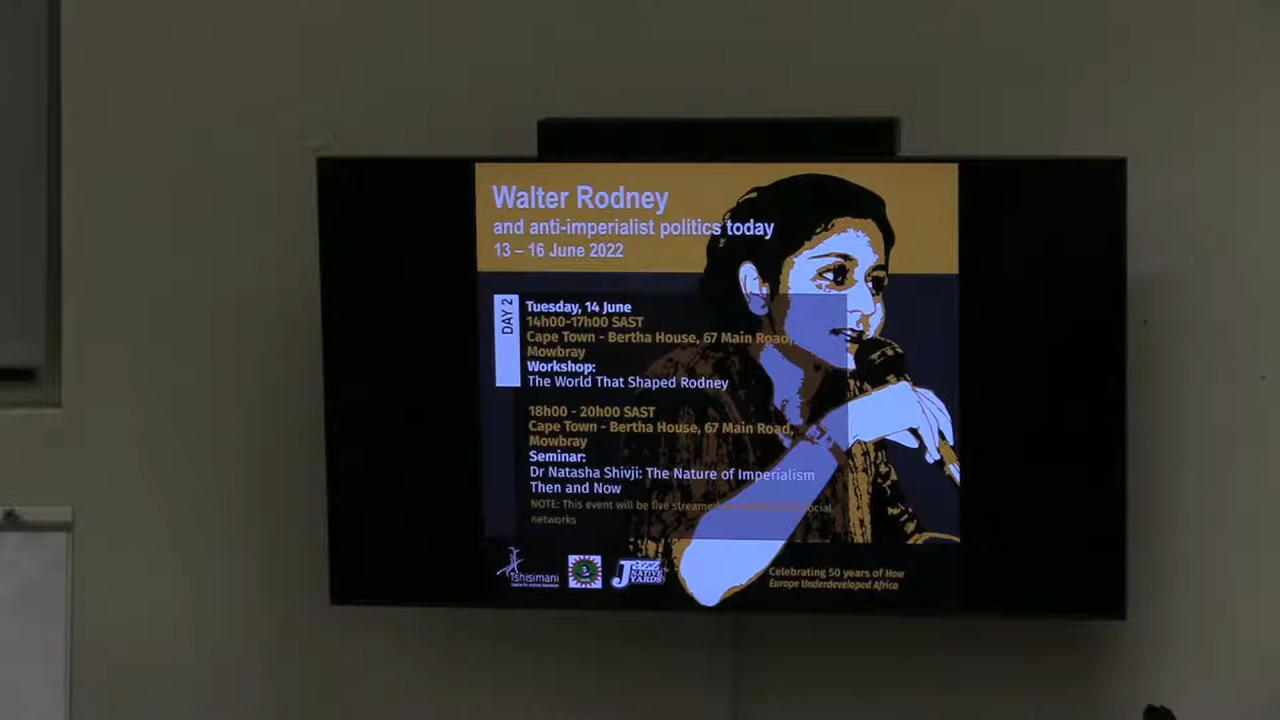 Walter Rodney
and anti-imperialist politics today
13 – 16 June 2022
DAY 2
Tuesday, 14 June
14h00-17h00 SAST
Cape Town - Bertha House, 67 Main Road,
Mowbray
Workshop:
The World That Shaped Rodney
18h00 - 20h00 SAST
Cape Town - Bertha House, 67 Main Road,
Mowbray
Seminar:
Dr Natasha Shivji: The Nature of Imperialism
Then and Now
NOTE: This event will be live streamed social
networks
Tshisimani
Jazz
NATIVE
YARDS
Celebrating 50 years of How
Europe Underdeveloped Africa